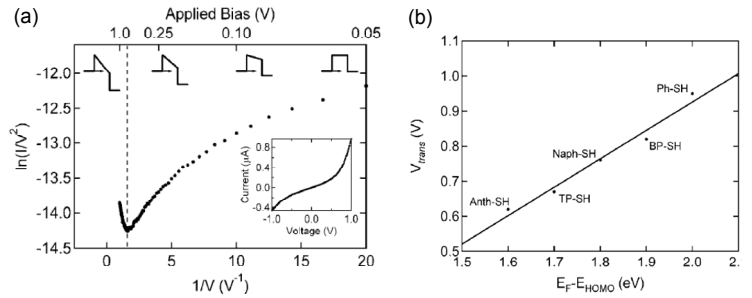 (a)
Applied Bias (V)
1.0 0.25 0.10 0.05
-12.0
-12.5
-13.0
-13.5
-14.0
-14.5
ln(I/V²)
0 5 10 15 20
1/V (V⁻¹)
Current (μA)
0.8
0.4
0.0
-0.4
-1.0 0.0 1.0
Voltage (V)
(b)
1.1
1.0
0.9
0.8
0.7
0.6
0.5
V_trans (V)
Ph-SH
BP-SH
Naph-SH
TP-SH
Anth-SH
1.5 1.6 1.7 1.8 1.9 2.0 2.
E_F-E_HOMO (eV)